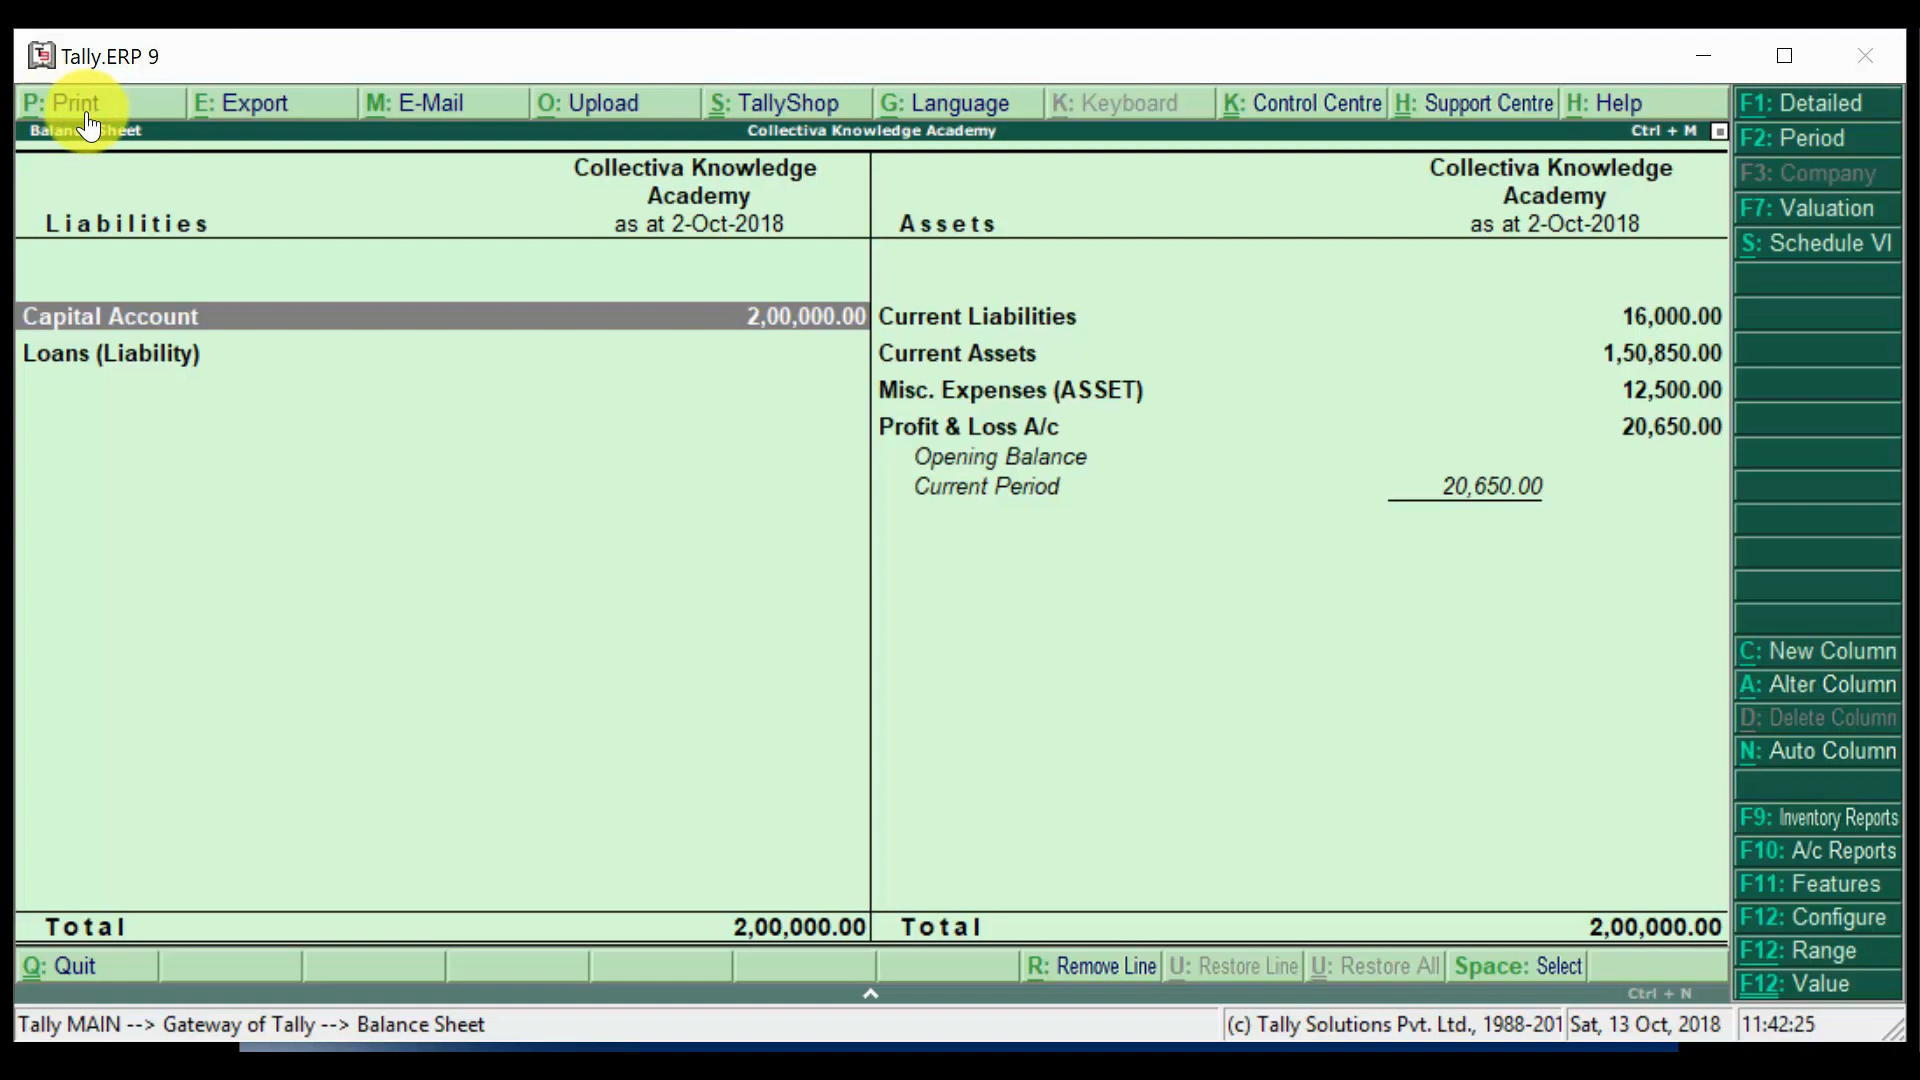 Tally.ERP 9
P: Print E: Export M: E-Mail O: Upload S: TallyShop G: Language K: Keyboard K: Control Centre H: Support Centre H: Help
Balance Sheet Collectiva Knowledge Academy Ctrl + M
Collectiva Knowledge Collectiva Knowledge
Academy Academy
Liabilities as at 2-Oct-2018 Assets as at 2-Oct-2018
Capital Account 2,00,000.00 Current Liabilities 16,000.00
Loans (Liability) Current Assets 1,50,850.00
Misc. Expenses (ASSET) 12,500.00
Profit & Loss A/c 20,650.00
Opening Balance
Current Period 20,650.00
Total 2,00,000.00 Total 2,00,000.00
Q: Quit R: Remove Line U: Restore Line U: Restore All Space: Select
Ctrl + N
F1: Detailed
F2: Period
F3: Company
F7: Valuation
S: Schedule VI
C: New Column
A: Alter Column
D: Delete Column
N: Auto Column
F9: Inventory Reports
F10: A/c Reports
F11: Features
F12: Configure
F12: Range
F12: Value
Tally MAIN --> Gateway of Tally --> Balance Sheet (c) Tally Solutions Pvt. Ltd., 1988-201 Sat, 13 Oct, 2018 11:42:25